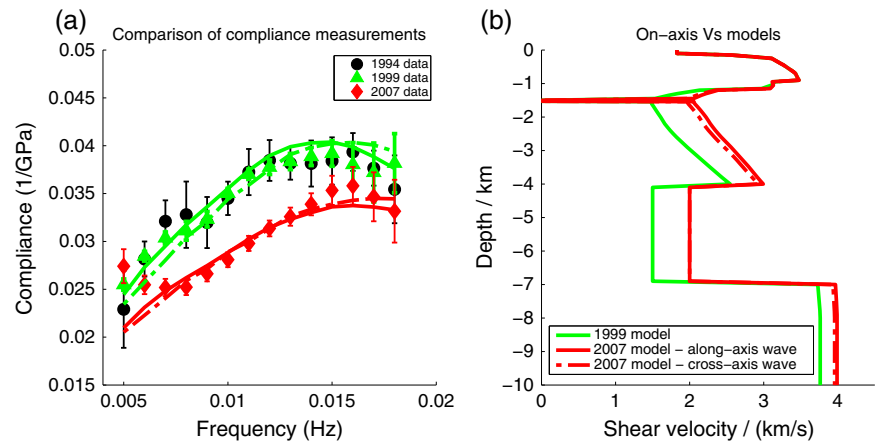 (a)
Comparison of compliance measurements
0.05
0.045
0.04
0.035
0.03
0.025
0.02
0.015
Compliance (1/GPa)
0.005
0.01
0.015
0.02
Frequency (Hz)
1994 data
1999 data
2007 data
(b)
On−axis Vs models
0
−1
−2
−3
−4
−5
−6
−7
−8
−9
−10
Depth / km
0
1
2
3
4
Shear velocity / (km/s)
1999 model
2007 model − along−axis wave
2007 model − cross−axis wave